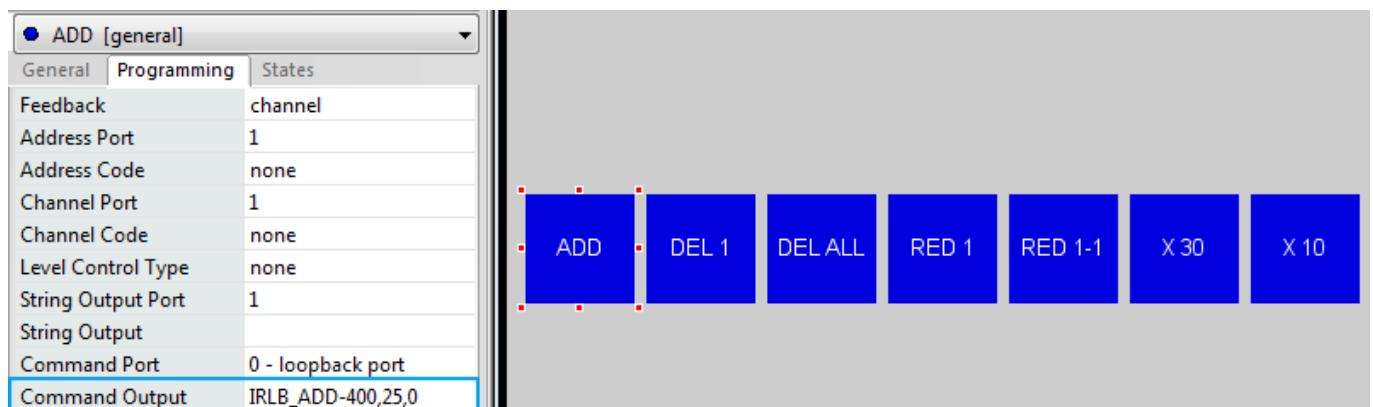 ADD [general]
General Programming States
Feedback channel
Address Port 1
Address Code none
Channel Port 1
Channel Code none
Level Control Type none
String Output Port 1
String Output
Command Port 0 - loopback port
Command Output IRLB_ADD-400,25,0
ADD DEL 1 DEL ALL RED 1 RED 1-1 X 30 X 10